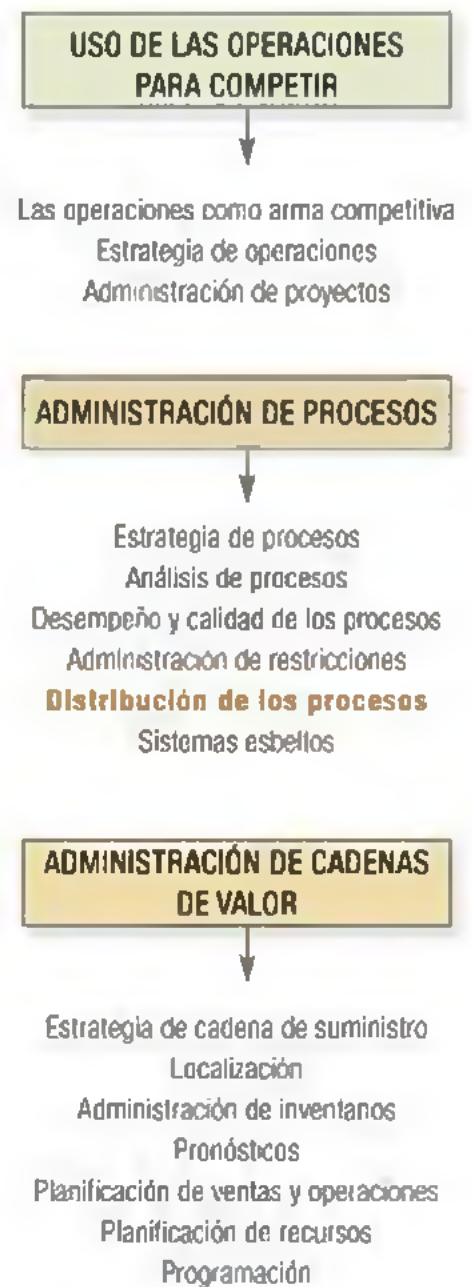 USO DE LAS OPERACIONES
PARA COMPETIR
Las operaciones como arma competitiva
Estrategia de operaciones
Administración de proyectos
ADMINISTRACIÓN DE PROCESOS
Estrategia de procesos
Análisis de procesos
Desempeño y calidad de los procesos
Administración de restricciones
Distribución de los procesos
Sistemas esbeltos
ADMINISTRACIÓN DE CADENAS
DE VALOR
Estrategia de cadena de suministro
Localización
Administración de inventarios
Pronósticos
Planificación de ventas y operaciones
Planificación de recursos
Programación